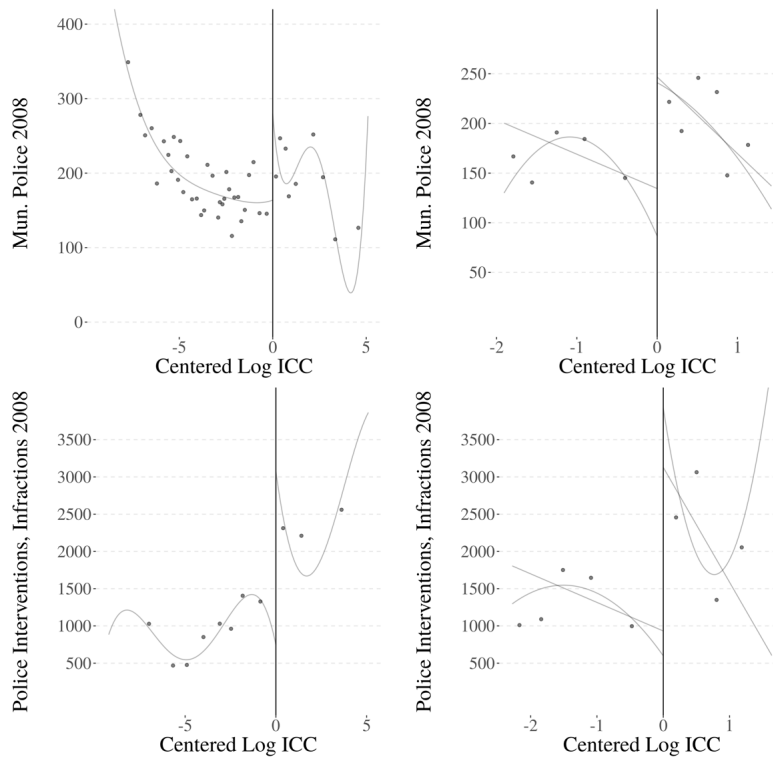 Mun. Police 2008
400
300
200
100
0
-5 0 5
Centered Log ICC
Mun. Police 2008
250
200
150
100
50
-2 -1 0 1
Centered Log ICC
Police Interventions, Infractions 2008
3500
3000
2500
2000
1500
1000
500
-5 0 5
Centered Log ICC
Police Interventions, Infractions 2008
3500
3000
2500
2000
1500
1000
500
-2 -1 0 1
Centered Log ICC